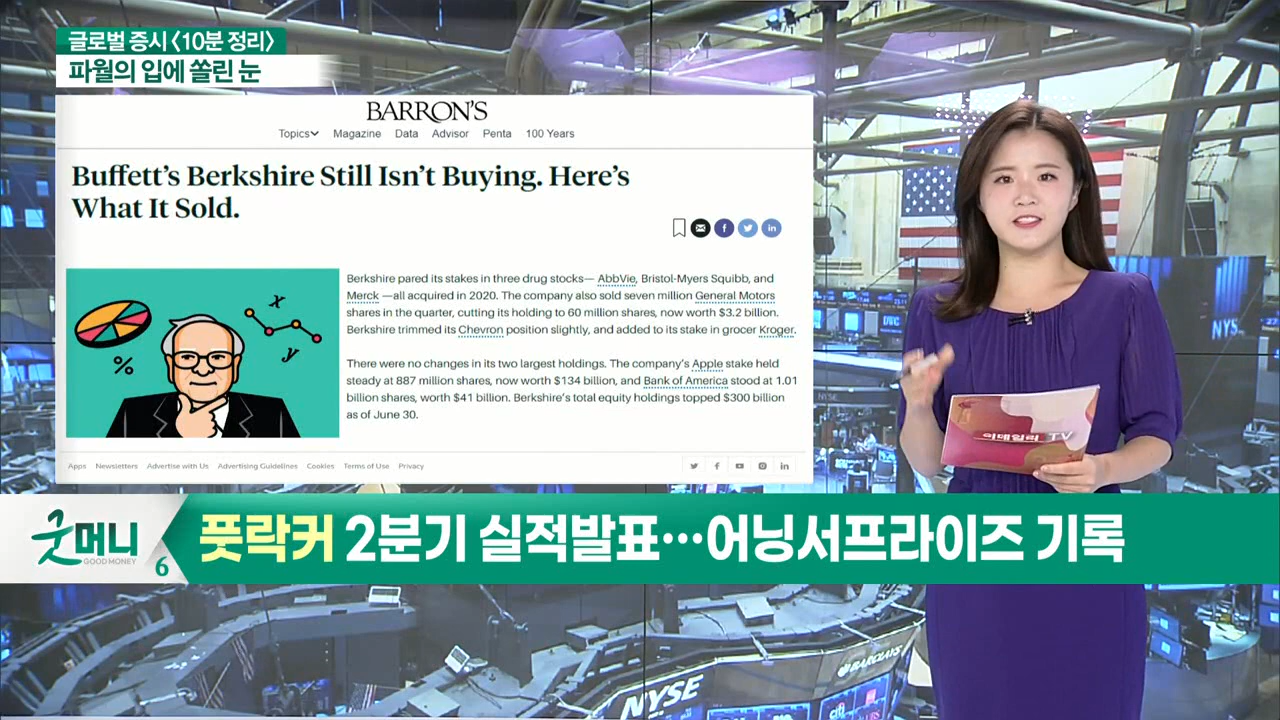 글로벌 증시 <10분 정리>
파월의 입에 쏠린 눈
BARRON'S
Topics Magazine Data Advisor Penta 100 Years
Buffett's Berkshire Still Isn't Buying. Here's
What It Sold.
x
%
y
Berkshire pared its stakes in three drug stocks— AbbVie, Bristol-Myers Squibb, and
Merck —all acquired in 2020. The company also sold seven million General Motors
shares in the quarter, cutting its holding to 60 million shares, now worth $3.2 billion.
Berkshire trimmed its Chevron position slightly, and added to its stake in grocer Kroger.
There were no changes in its two largest holdings. The company's Apple stake held
steady at 887 million shares, now worth $134 billion, and Bank of America stood at 1.01
billion shares, worth $41 billion. Berkshire's total equity holdings topped $300 billion
as of June 30.
Apps Newsletters Advertise with Us Advertising Guidelines Cookies Terms of Use Privacy
이데일리 TV
NYS
굿머니
GOOD MONEY
6
풋락커 2분기 실적발표…어닝서프라이즈 기록
NYSE
BARCLAYS
citi